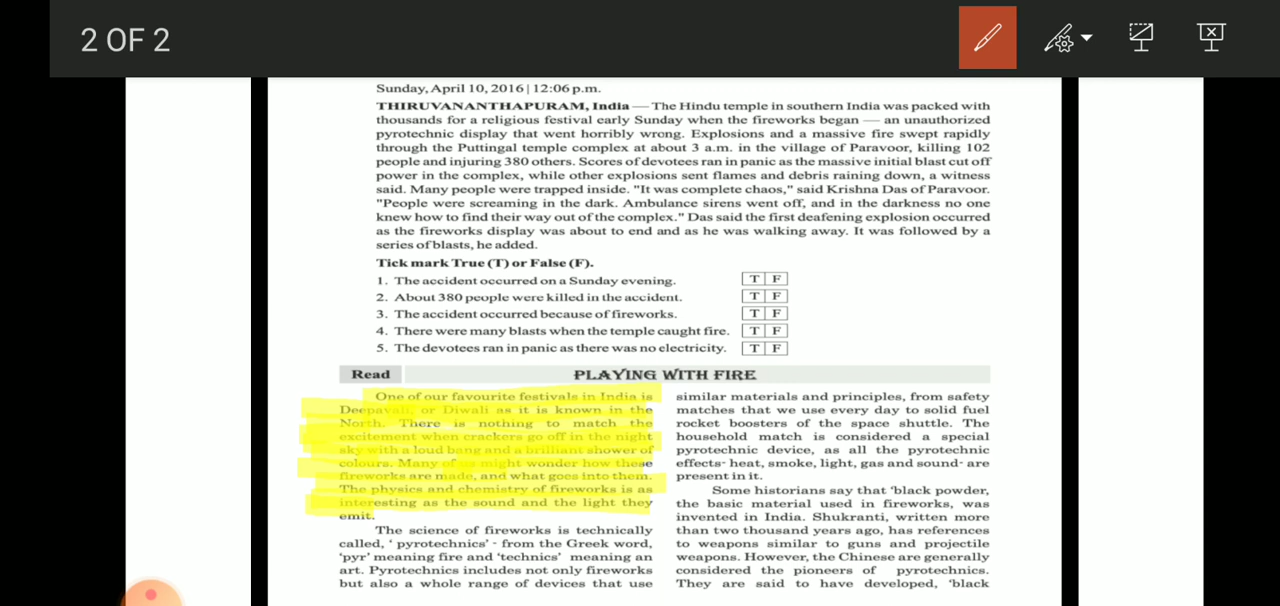 2 OF 2
Sunday, April 10, 2016 | 12:06 p.m.
THIRUVANANTHAPURAM, India — The Hindu temple in southern India was packed with
thousands for a religious festival early Sunday when the fireworks began — an unauthorized
pyrotechnic display that went horribly wrong. Explosions and a massive fire swept rapidly
through the Puttingal temple complex at about 3 a.m. in the village of Paravoor, killing 102
people and injuring 380 others. Scores of devotees ran in panic as the massive initial blast cut off
power in the complex, while other explosions sent flames and debris raining down, a witness
said. Many people were trapped inside. "It was complete chaos," said Krishna Das of Paravoor.
"People were screaming in the dark. Ambulance sirens went off, and in the darkness no one
knew how to find their way out of the complex." Das said the first deafening explosion occurred
as the fireworks display was about to end and as he was walking away. It was followed by a
series of blasts, he added.
Tick mark True (T) or False (F).
1. The accident occurred on a Sunday evening. T F
2. About 380 people were killed in the accident. T F
3. The accident occurred because of fireworks. T F
4. There were many blasts when the temple caught fire. T F
5. The devotees ran in panic as there was no electricity. T F
Read PLAYING WITH FIRE
One of our favourite festivals in India is
Deepavali, or Diwali as it is known in the
North. There is nothing to match the
excitement when crackers go off in the night
sky with a loud bang and a brilliant shower of
colours. Many of us might wonder how these
fireworks are made, and what goes into them.
The physics and chemistry of fireworks is as
interesting as the sound and the light they
emit.
The science of fireworks is technically
called, ' pyrotechnics' - from the Greek word,
'pyr' meaning fire and 'technics' meaning an
art. Pyrotechnics includes not only fireworks
but also a whole range of devices that use
similar materials and principles, from safety
matches that we use every day to solid fuel
rocket boosters of the space shuttle. The
household match is considered a special
pyrotechnic device, as all the pyrotechnic
effects- heat, smoke, light, gas and sound- are
present in it.
Some historians say that 'black powder,
the basic material used in fireworks, was
invented in India. Shukranti, written more
than two thousand years ago, has references
to weapons similar to guns and projectile
weapons. However, the Chinese are generally
considered the pioneers of pyrotechnics.
They are said to have developed, 'black